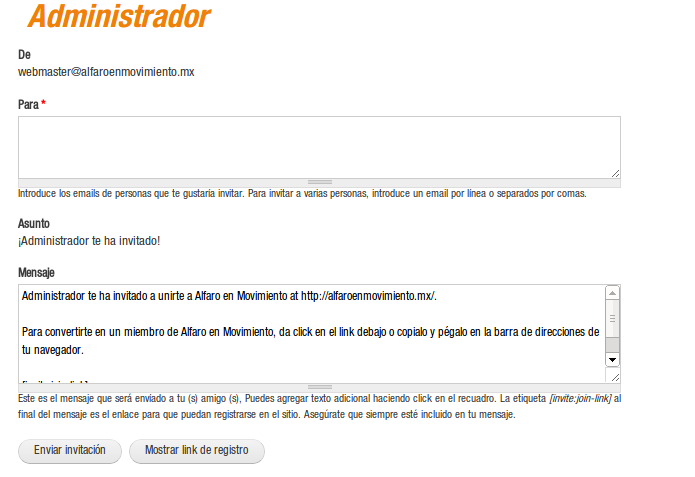 Administrador
De
webmaster@alfaroenmovimiento.mx
Para *
Introduce los emails de personas que te gustaría invitar. Para invitar a varias personas, introduce un email por línea o separados por comas.
Asunto
¡Administrador te ha invitado!
Mensaje
Administrador te ha invitado a unirte a Alfaro en Movimiento at http://alfaroenmovimiento.mx/.
Para convertirte en un miembro de Alfaro en Movimiento, da click en el link debajo o copialo y pégalo en la barra de direcciones de
tu navegador.
Este es el mensaje que será enviado a tu (s) amigo (s), Puedes agregar texto adicional haciendo click en el recuadro. La etiqueta [invite:join-link] al
final del mensaje es el enlace para que puedan registrarse en el sitio. Asegúrate que siempre esté incluido en tu mensaje.
Enviar invitación
Mostrar link de registro